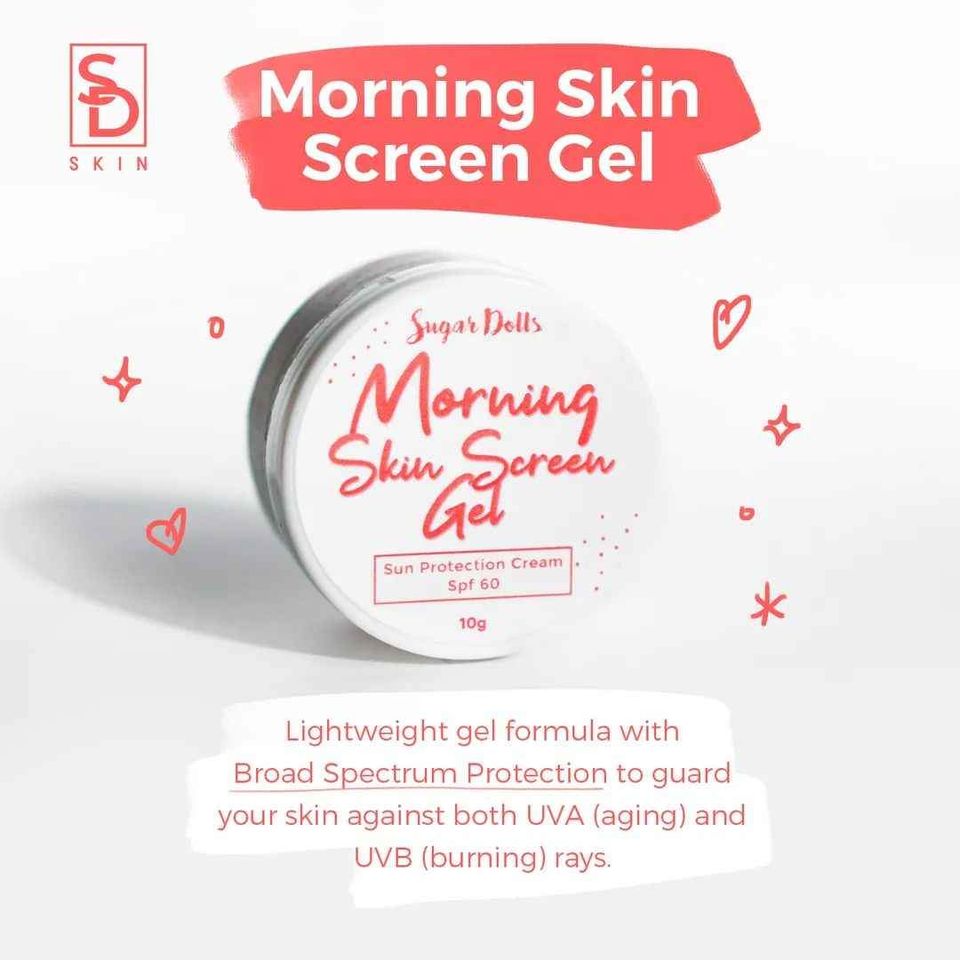 SD
SKIN
Morning Skin
Screen Gel
Sugar Dolls
Morning
Skin Screen
Gel
Sun Protection Cream
Spf 60
10g
Lightweight gel formula with
Broad Spectrum Protection to guard
your skin against both UVA (aging) and
UVB (burning) rays.